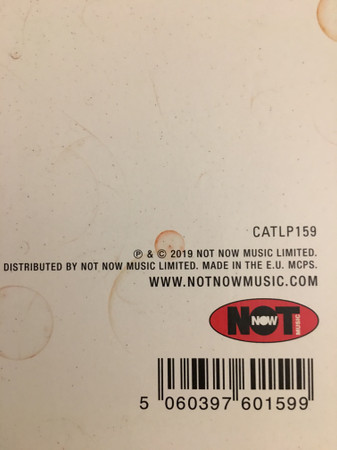 CATLP159
℗ & © 2019 NOT NOW MUSIC LIMITED.
DISTRIBUTED BY NOT NOW MUSIC LIMITED. MADE IN THE E.U. MCPS.
WWW.NOTNOWMUSIC.COM
NOT NOW MUSIC
5 060397 601599